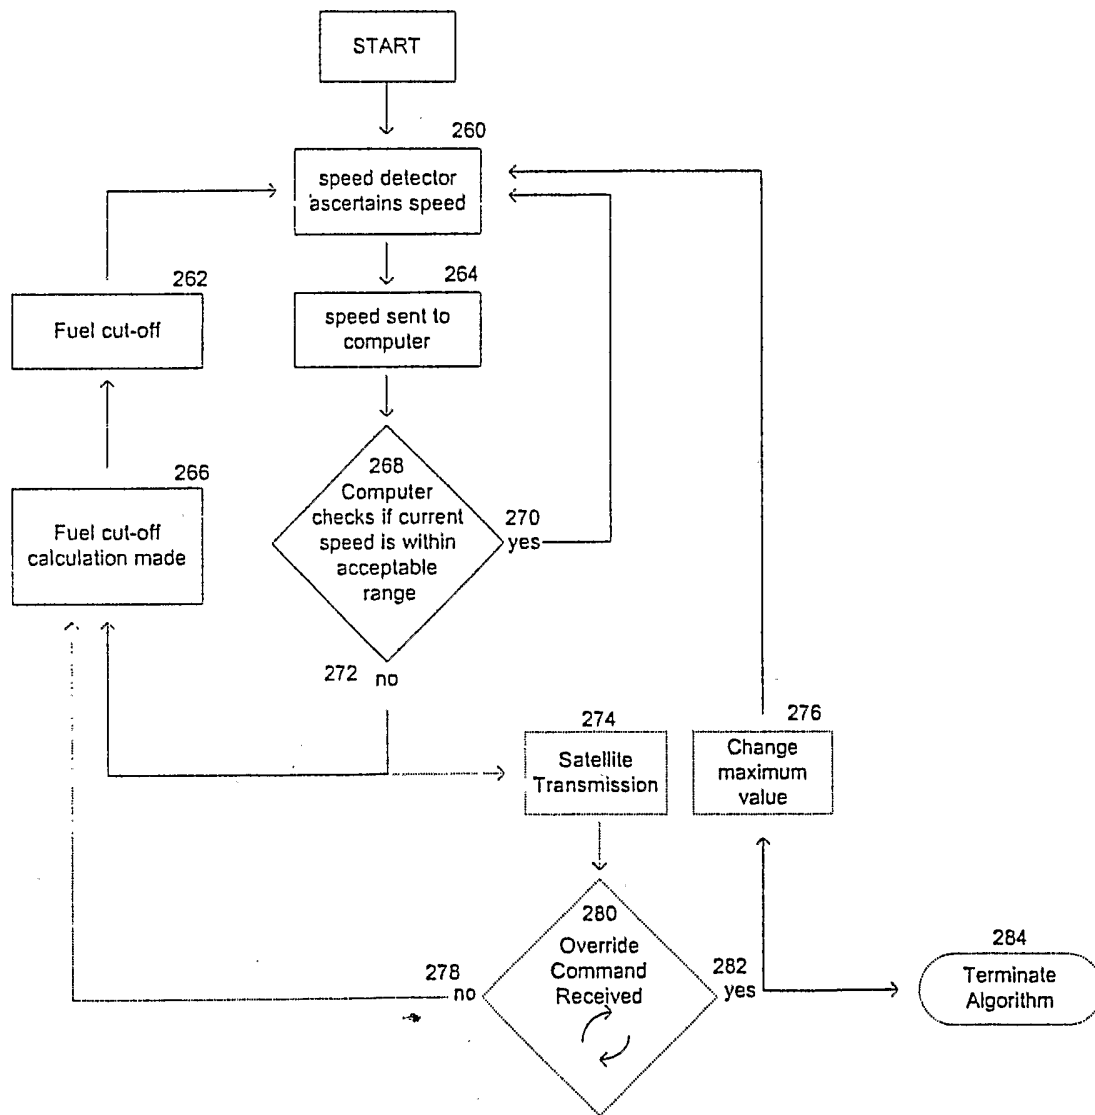 START
260
speed detector
ascertains speed
262
Fuel cut-off
264
speed sent to
computer
266
Fuel cut-off
calculation made
268
Computer
checks if current
speed is within
acceptable
range
270
yes
272
no
274
Satellite
Transmission
276
Change
maximum
value
278
no
280
Override
Command
Received
282
yes
284
Terminate
Algorithm